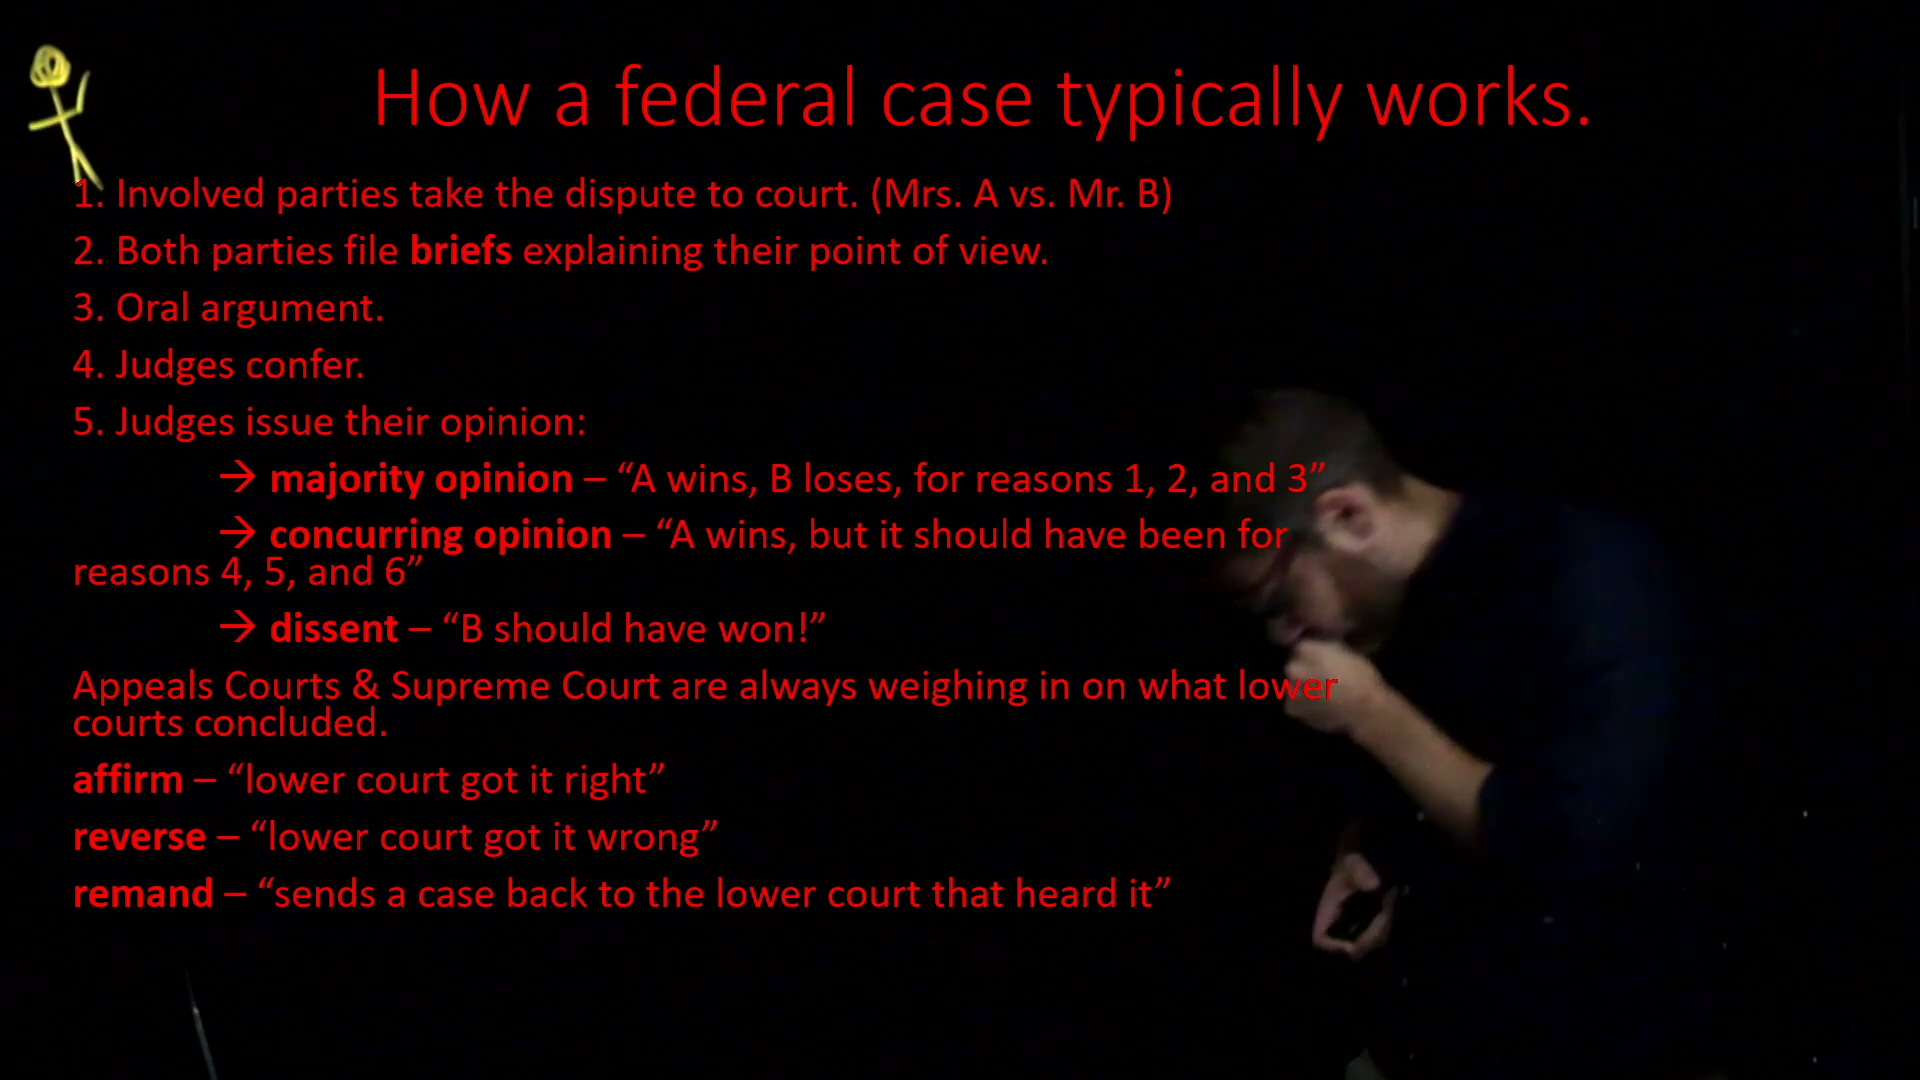 How a federal case typically works.
1. Involved parties take the dispute to court. (Mrs. A vs. Mr. B)
2. Both parties file briefs explaining their point of view.
3. Oral argument.
4. Judges confer.
5. Judges issue their opinion:
→ majority opinion – “A wins, B loses, for reasons 1, 2, and 3”
→ concurring opinion – “A wins, but it should have been for
reasons 4, 5, and 6”
→ dissent – “B should have won!”
Appeals Courts & Supreme Court are always weighing in on what lower
courts concluded.
affirm – “lower court got it right”
reverse – “lower court got it wrong”
remand – “sends a case back to the lower court that heard it”